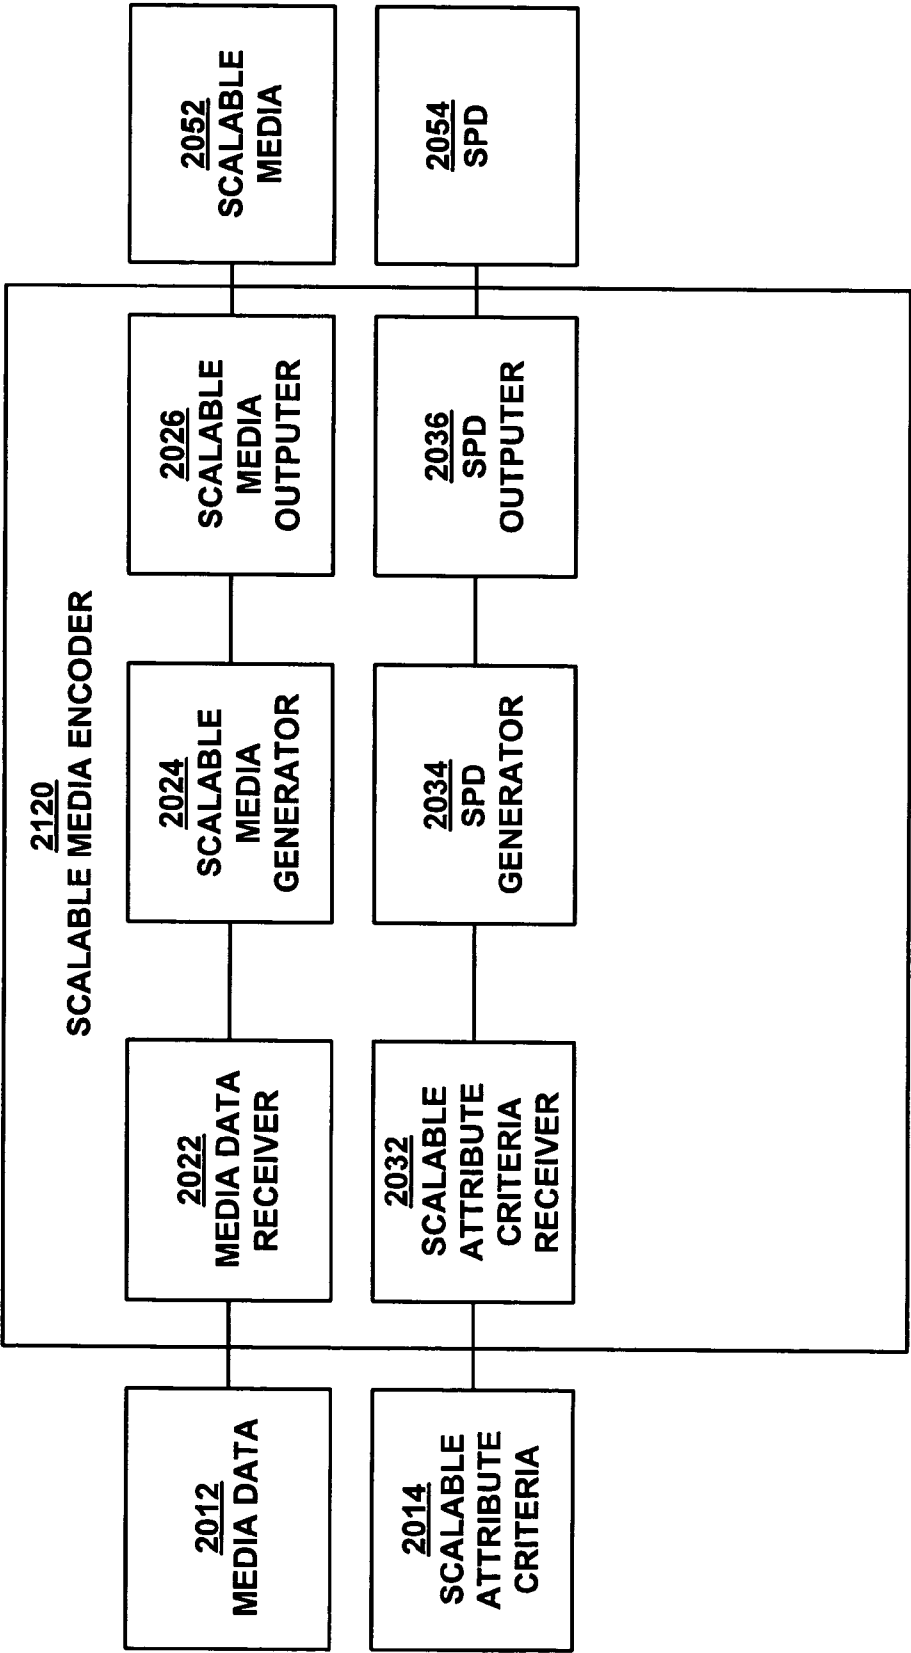 2120
SCALABLE MEDIA ENCODER
2012
MEDIA DATA
2022
MEDIA DATA
RECEIVER
2024
SCALABLE
MEDIA
GENERATOR
2026
SCALABLE
MEDIA
OUTPUTER
2052
SCALABLE
MEDIA
2014
SCALABLE
ATTRIBUTE
CRITERIA
2032
SCALABLE
ATTRIBUTE
CRITERIA
RECEIVER
2034
SPD
GENERATOR
2036
SPD
OUTPUTER
2054
SPD